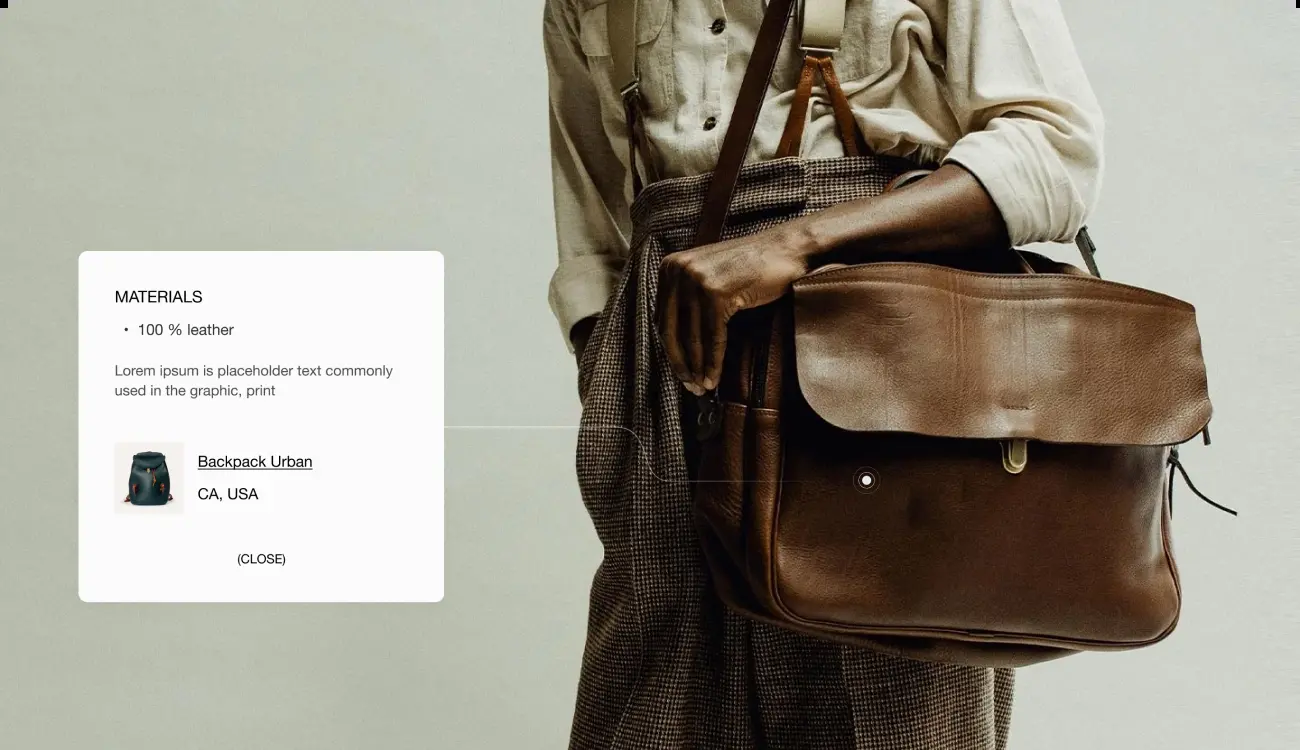 MATERIALS
• 100 % leather
Lorem ipsum is placeholder text commonly
used in the graphic, print
Backpack Urban
CA, USA
(CLOSE)